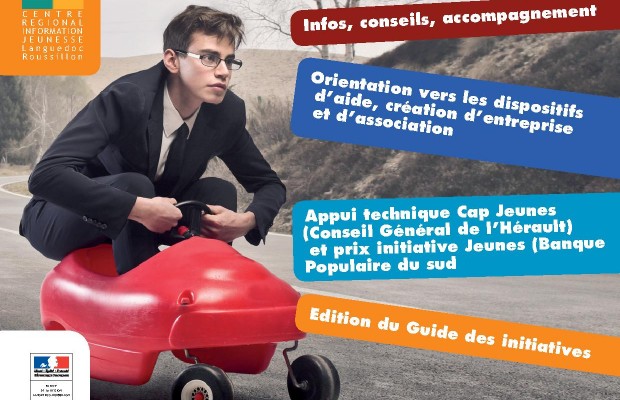 CENTRE
REGIONAL
INFORMATION
JEUNESSE
Languedoc
Roussillon
Infos, conseils, accompagnement
Orientation vers les dispositifs
d'aide, création d'entreprise
et d'association
Appui technique Cap Jeunes
(Conseil Général de l'Hérault)
et prix initiative Jeunes (Banque
Populaire du sud
Edition du Guide des initiatives